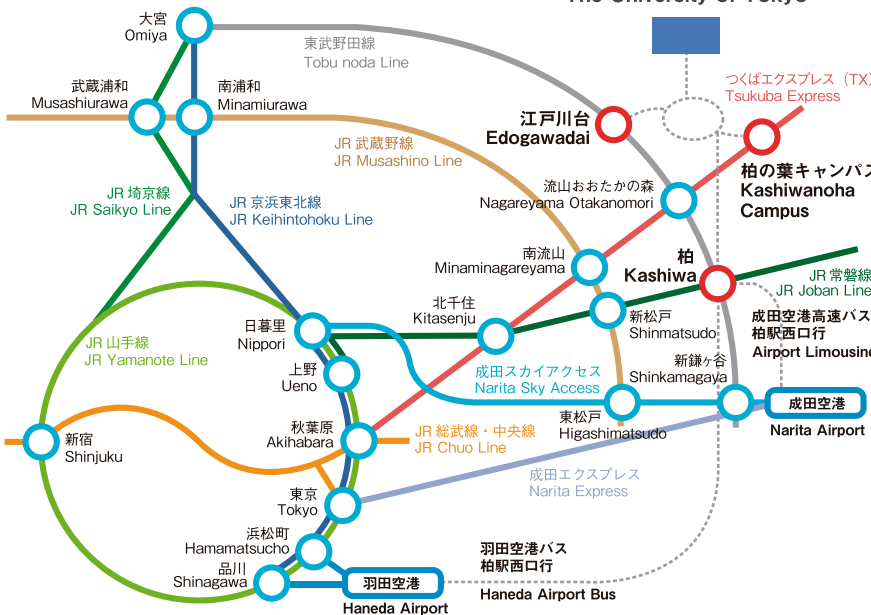 The University of Tokyo
大宮
Omiya
東武野田線
Tobu noda Line
つくばエクスプレス（TX）
Tsukuba Express
武蔵浦和
Musashiurawa
南浦和
Minamiurawa
江戸川台
Edogawadai
JR 武蔵野線
JR Musashino Line
柏の葉キャンパス
Kashiwanoha
Campus
流山おおたかの森
Nagareyama Otakanomori
JR 埼京線
JR Saikyo Line
JR 京浜東北線
JR Keihintohoku Line
南流山
Minaminagareyama
柏
Kashiwa
JR 常磐線
JR Joban Line
北千住
Kitasenju
新松戸
Shinmatsudo
成田空港高速バス
柏駅西口行
Airport Limousine
日暮里
Nippori
JR 山手線
JR Yamanote Line
新鎌ヶ谷
Shinkamagaya
上野
Ueno
成田スカイアクセス
Narita Sky Access
成田空港
Narita Airport
東松戸
Higashimatsudo
秋葉原
Akihabara
JR 総武線・中央線
JR Chuo Line
新宿
Shinjuku
成田エクスプレス
Narita Express
東京
Tokyo
浜松町
Hamamatsucho
品川
Shinagawa
羽田空港
Haneda Airport
羽田空港バス
柏駅西口行
Haneda Airport Bus